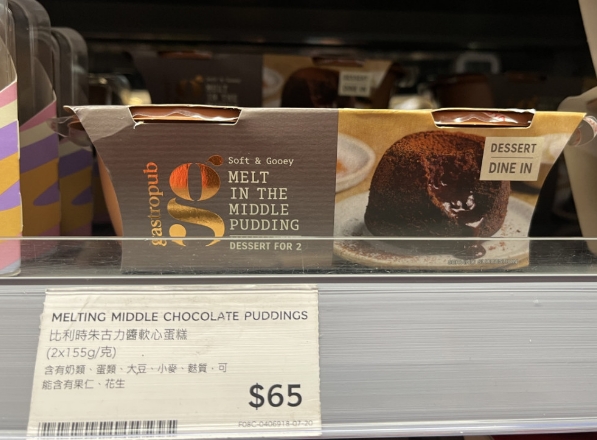 gastropub
Soft & Gooey
MELT
IN THE
MIDDLE
PUDDING
DESSERT FOR 2
DESSERT
DINE IN
MELTING MIDDLE CHOCOLATE PUDDINGS
比利時朱古力醬軟心蛋糕
(2x155g/克)
含有奶類、蛋類、大豆、小麥、麩質，可
能含有果仁、花生
$65